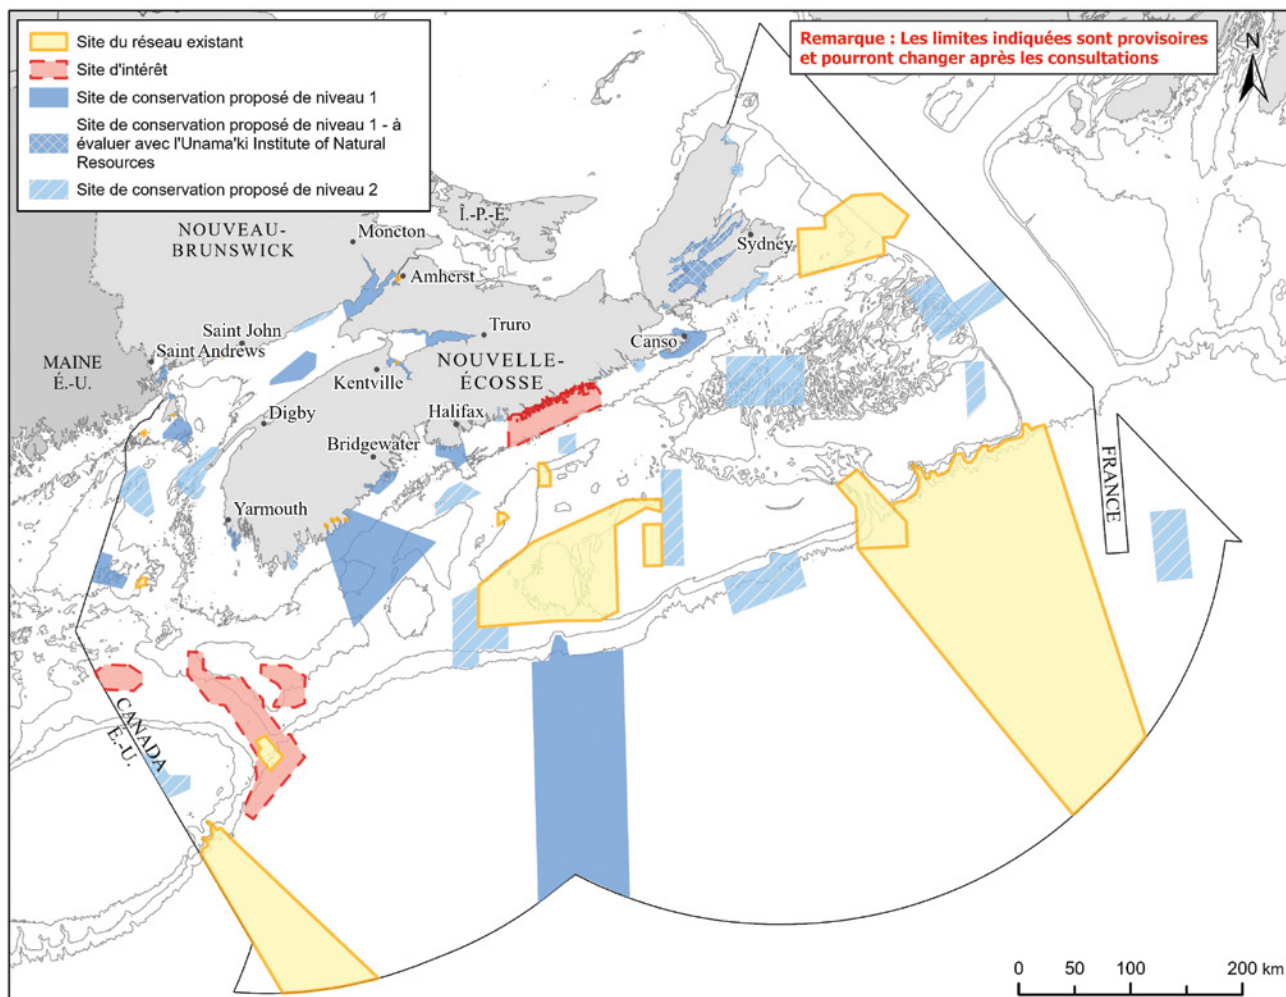 Site du réseau existant
Site d'intérêt
Site de conservation proposé de niveau 1
Site de conservation proposé de niveau 1 - à
évaluer avec l'Unama'ki Institute of Natural
Resources
Site de conservation proposé de niveau 2
Remarque : Les limites indiquées sont provisoires
et pourront changer après les consultations
N
NOUVEAU-
BRUNSWICK
Moncton
Î.-P.-E.
Sydney
Amherst
Saint John
Saint Andrews
Truro
Canso
MAINE
É.-U.
NOUVELLE-
ÉCOSSE
Kentville
Digby
Halifax
Bridgewater
Yarmouth
FRANCE
CANADA
É.-U.
0 50 100 200 km